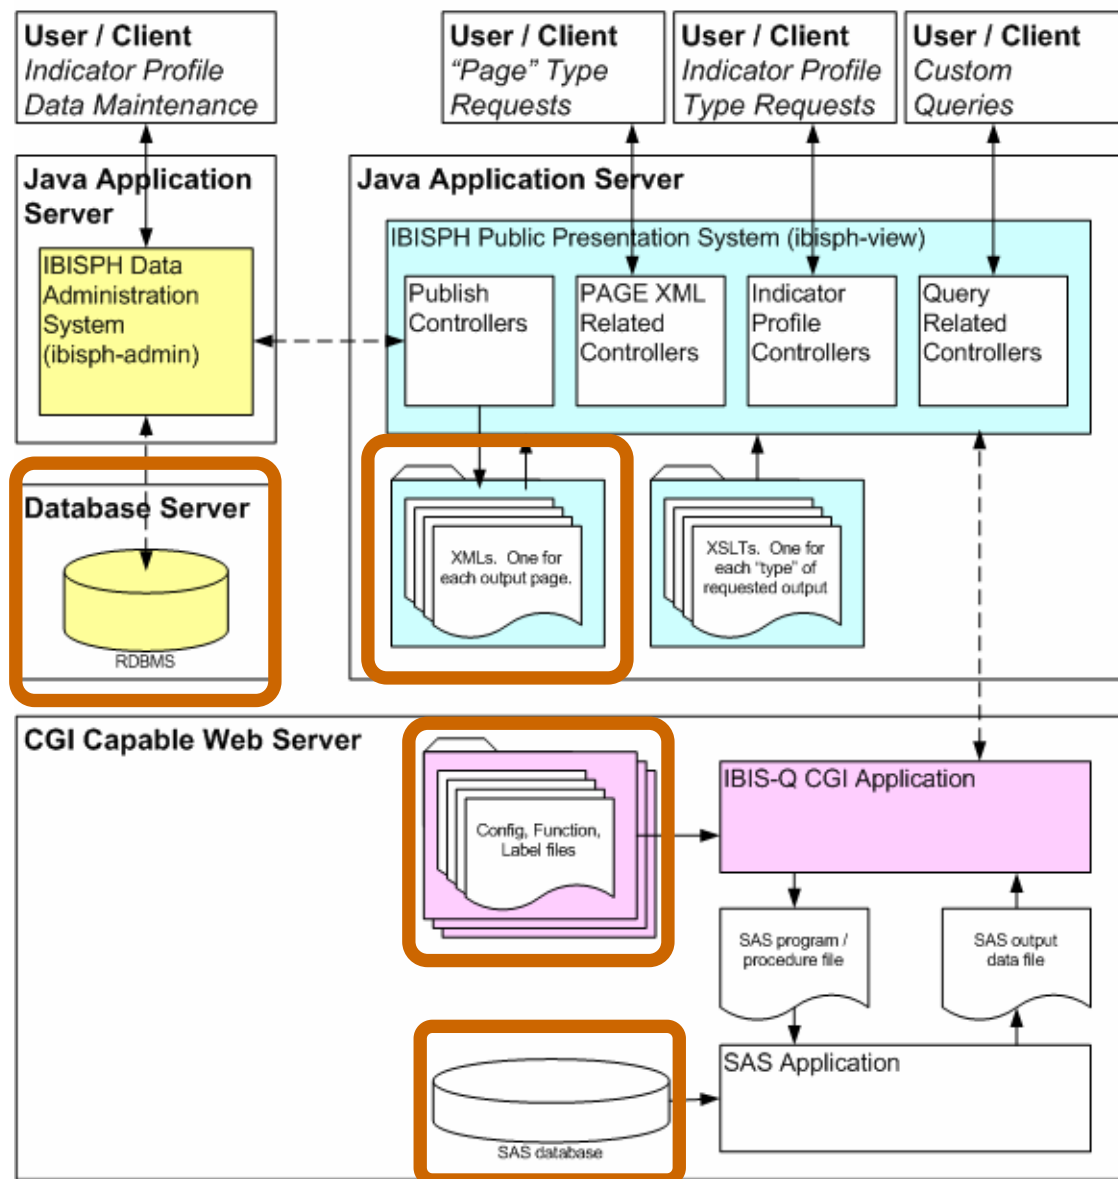 User / Client
Indicator Profile
Data Maintenance
User / Client
“Page” Type
Requests
User / Client
Indicator Profile
Type Requests
User / Client
Custom
Queries
Java Application
Server
IBISPH Data
Administration
System
(ibisph-admin)
Java Application Server
IBISPH Public Presentation System (ibisph-view)
Publish
Controllers
PAGE XML
Related
Controllers
Indicator
Profile
Controllers
Query
Related
Controllers
Database Server
RDBMS
XMLs. One for
each output page.
XSLTs. One for
each “type” of
requested output
CGI Capable Web Server
Config, Function,
Label files
IBIS-Q CGI Application
SAS program /
procedure file
SAS output
data file
SAS Application
SAS database